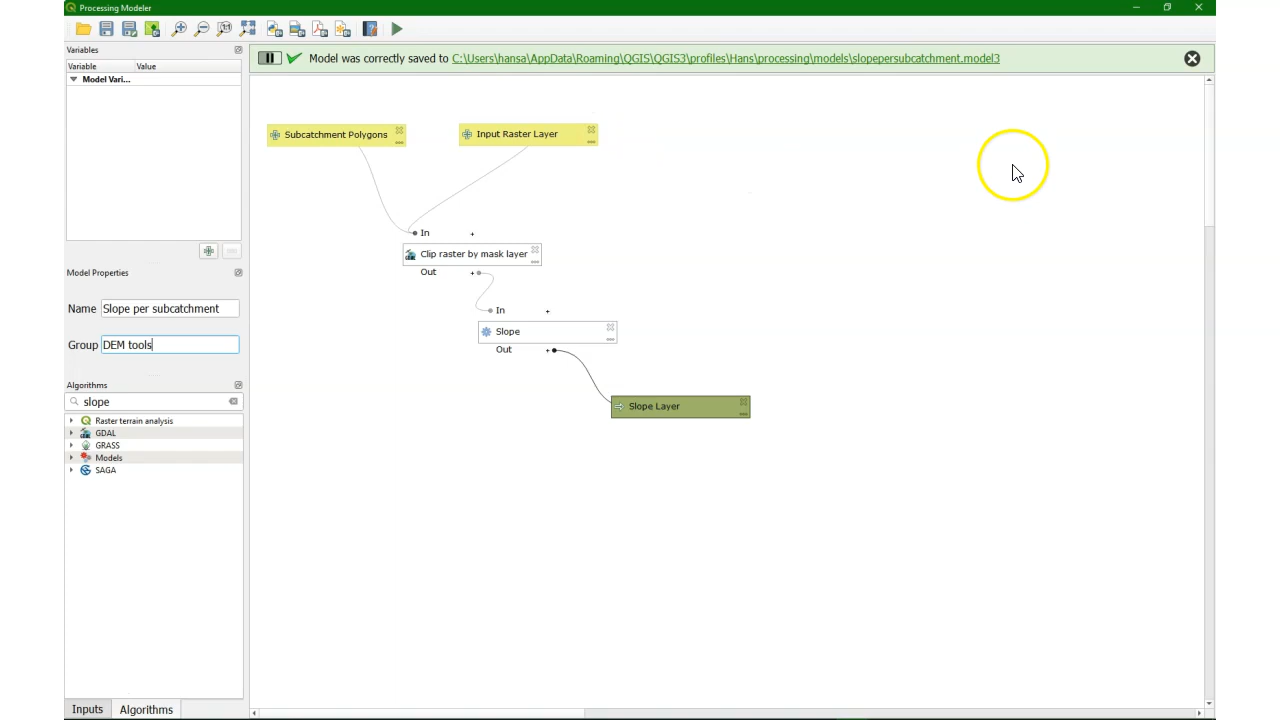 Processing Modeler
Variables
Variable Value
Model Vari...
Model was correctly saved to C:\Users\hansa\AppData\Roaming\QGIS\QGIS3\profiles\Hans\processing\models\slopepersubcatchment.model3
Subcatchment Polygons
Input Raster Layer
In +
Clip raster by mask layer
Out +
In +
Slope
Out +
Slope Layer
Model Properties
Name Slope per subcatchment
Group DEM tools
Algorithms
slope
Raster terrain analysis
GDAL
GRASS
Models
SAGA
Inputs Algorithms